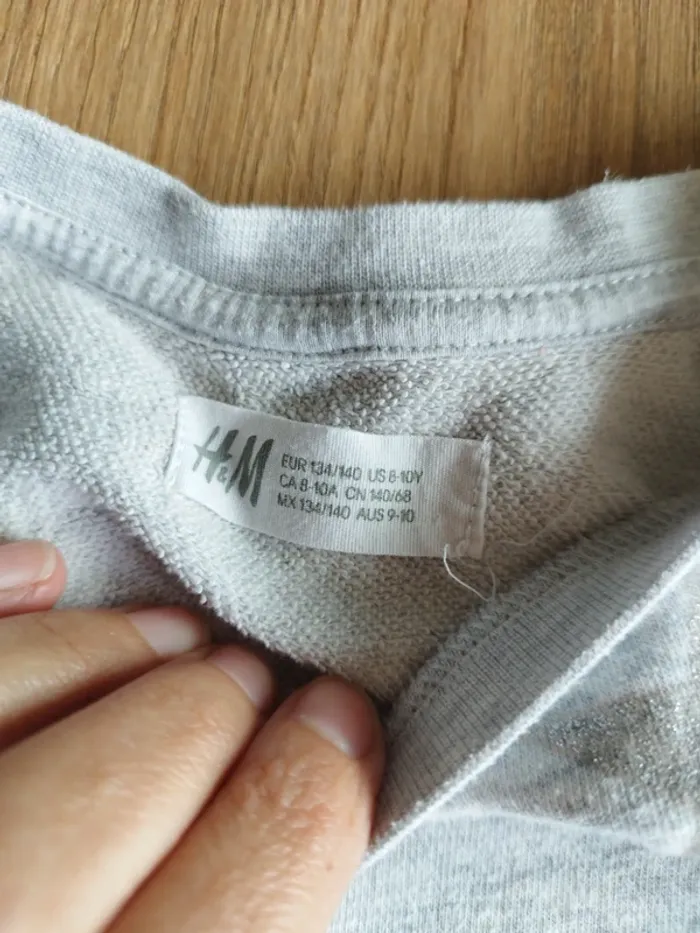 H&M
EUR 134/140 US 8-10Y
CA 8-10A CN 140/68
MX 134/140 AUS 9-10